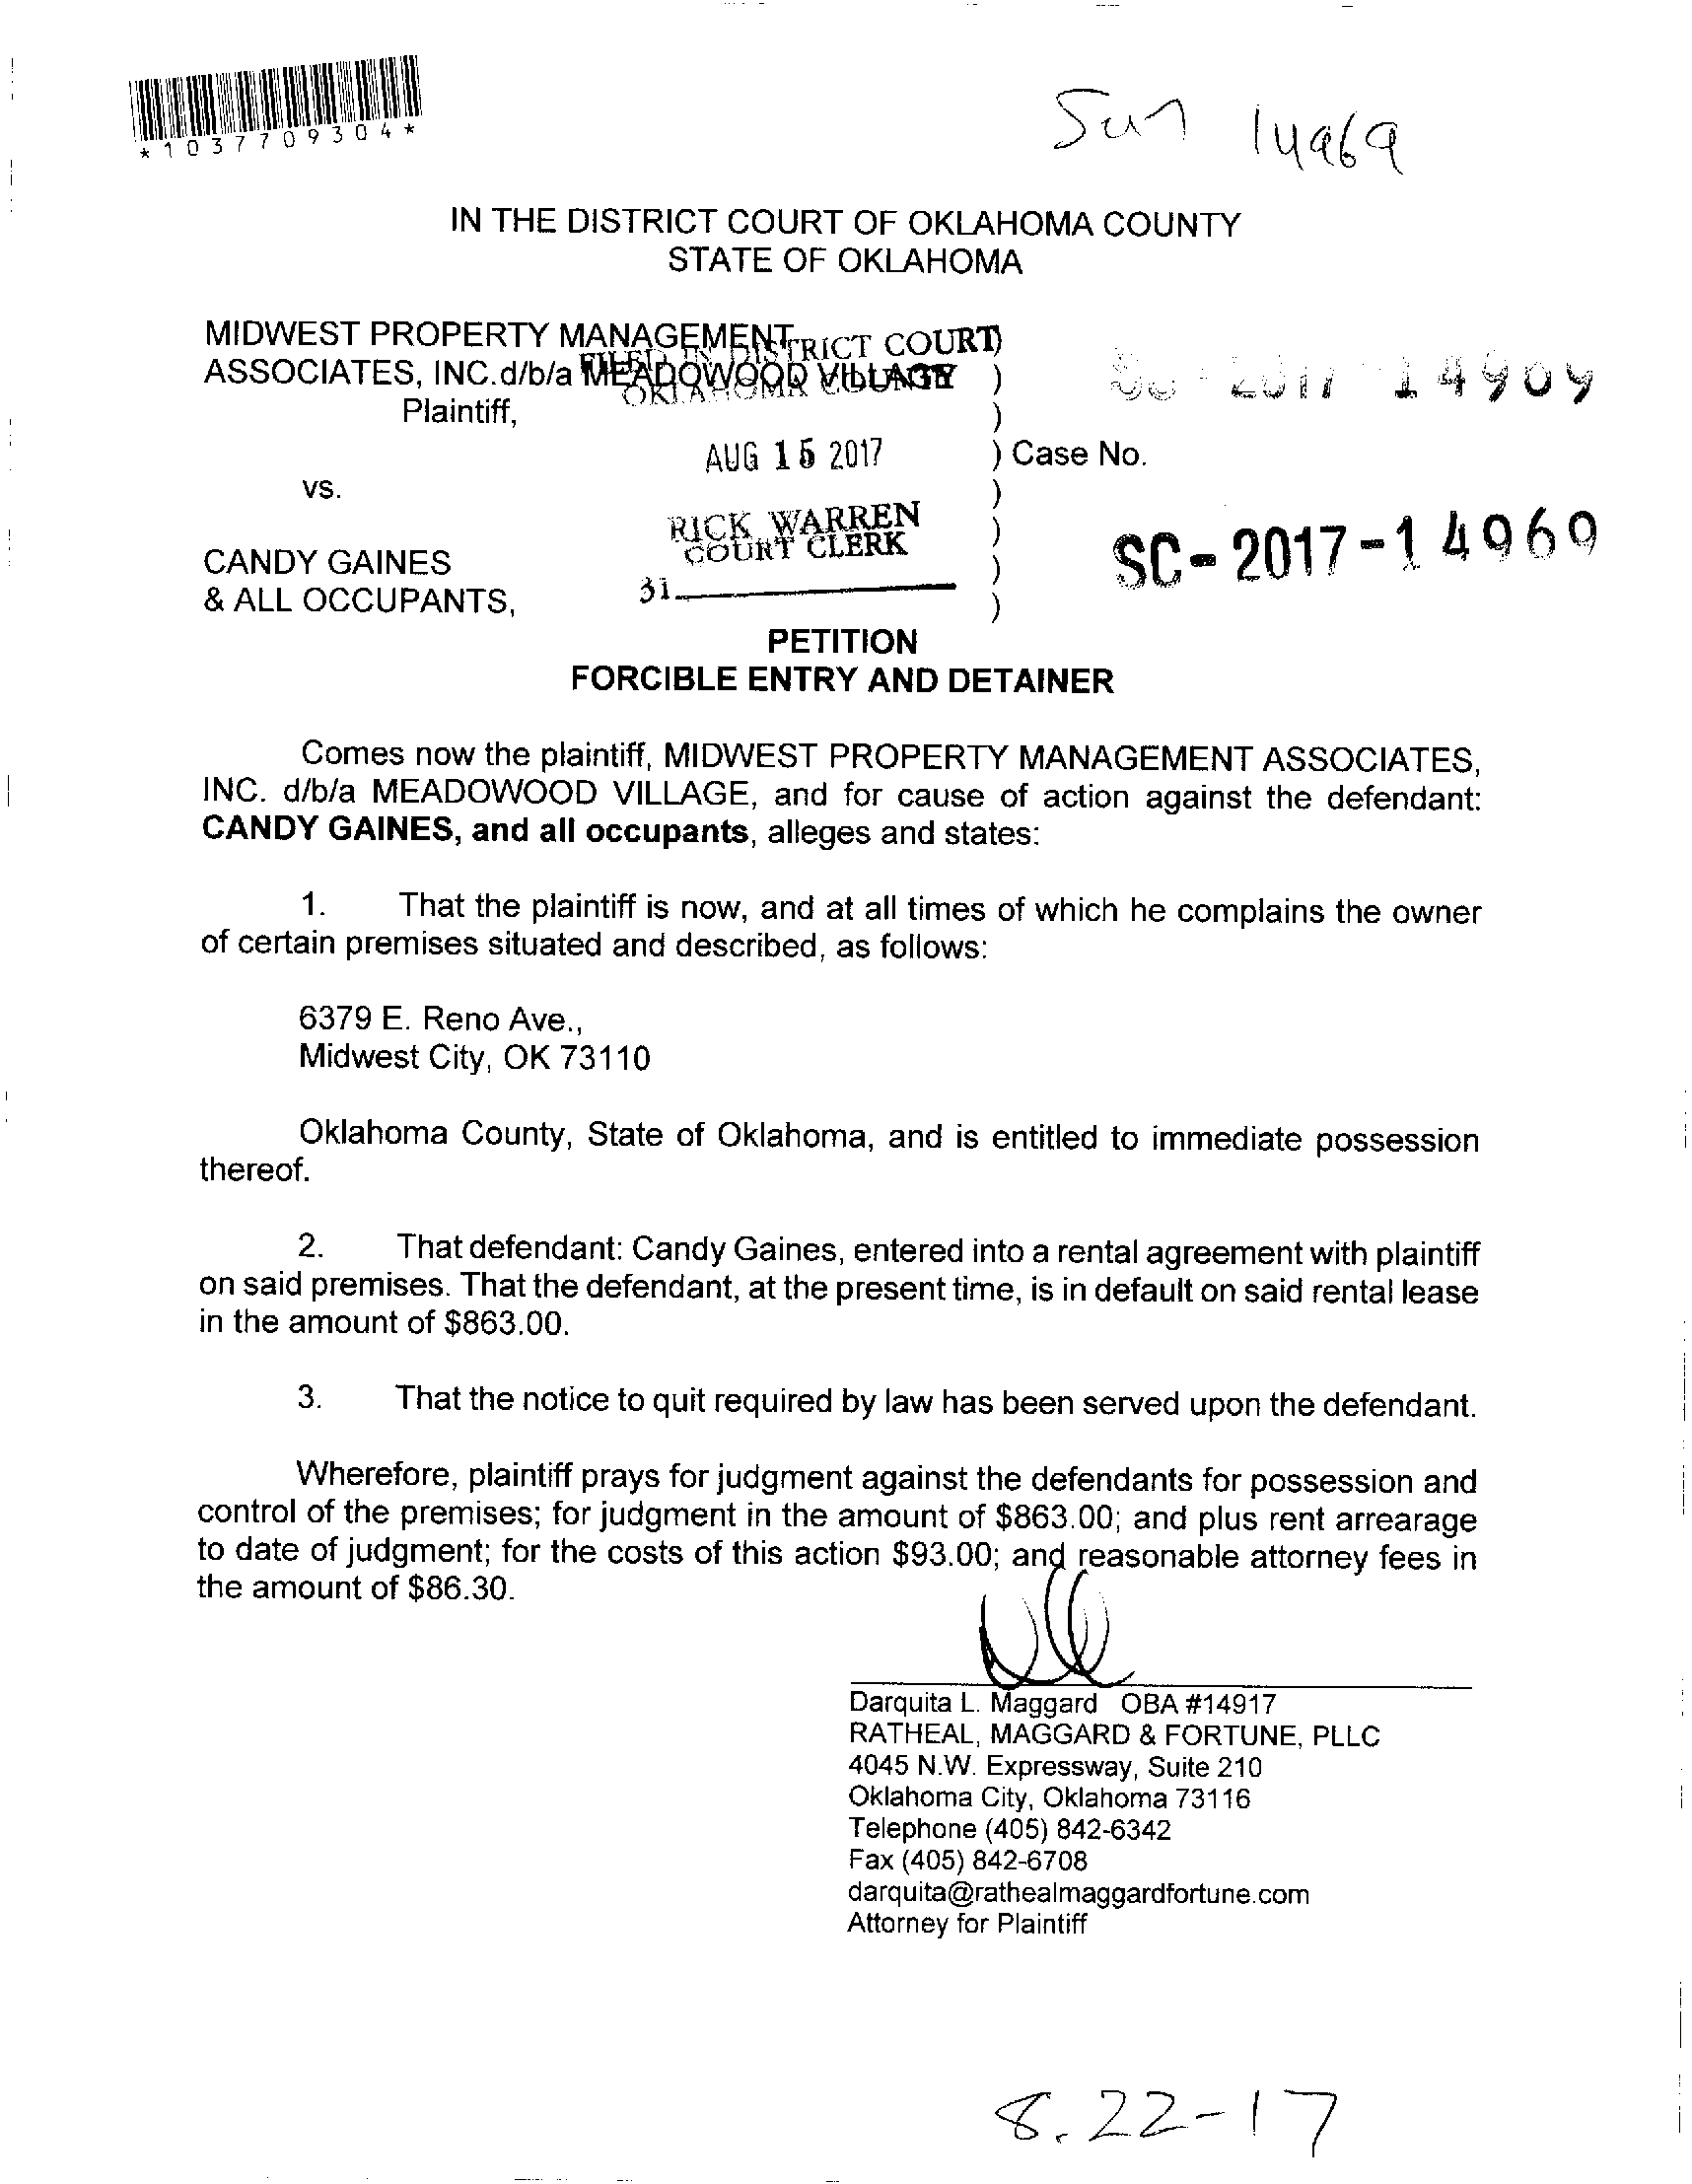 *1037709304*
Sun 14969
IN THE DISTRICT COURT OF OKLAHOMA COUNTY
STATE OF OKLAHOMA
MIDWEST PROPERTY MANAGEMENT )
ASSOCIATES, INC.d/b/a MEADOWOOD VILLAGE )
Plaintiff, )
FILED IN DISTRICT COURT
OKLAHOMA COUNTY
AUG 15 2017
) Case No.
vs. )
RICK WARREN
COURT CLERK
31
)
SC-2017-14969
CANDY GAINES )
& ALL OCCUPANTS, )
PETITION
FORCIBLE ENTRY AND DETAINER
Comes now the plaintiff, MIDWEST PROPERTY MANAGEMENT ASSOCIATES,
INC. d/b/a MEADOWOOD VILLAGE, and for cause of action against the defendant:
CANDY GAINES, and all occupants, alleges and states:
1. That the plaintiff is now, and at all times of which he complains the owner
of certain premises situated and described, as follows:
6379 E. Reno Ave.,
Midwest City, OK 73110
Oklahoma County, State of Oklahoma, and is entitled to immediate possession
thereof.
2. That defendant: Candy Gaines, entered into a rental agreement with plaintiff
on said premises. That the defendant, at the present time, is in default on said rental lease
in the amount of $863.00.
3. That the notice to quit required by law has been served upon the defendant.
Wherefore, plaintiff prays for judgment against the defendants for possession and
control of the premises; for judgment in the amount of $863.00; and plus rent arrearage
to date of judgment; for the costs of this action $93.00; and reasonable attorney fees in
the amount of $86.30.
Darquita L. Maggard OBA #14917
RATHEAL, MAGGARD & FORTUNE, PLLC
4045 N.W. Expressway, Suite 210
Oklahoma City, Oklahoma 73116
Telephone (405) 842-6342
Fax (405) 842-6708
darquita@rathealmaggardfortune.com
Attorney for Plaintiff
8.22-17